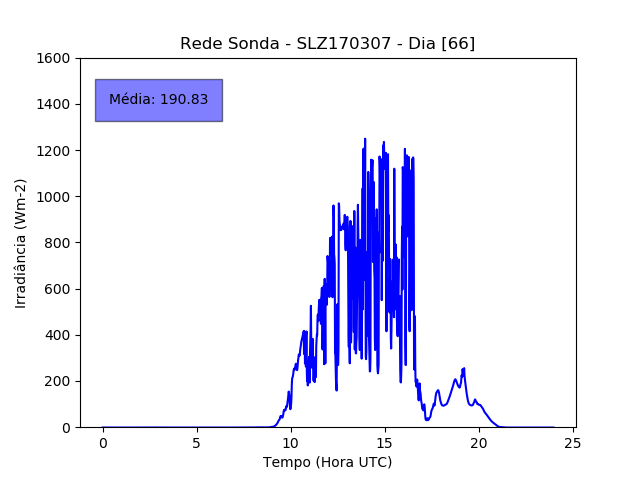 Rede Sonda - SLZ170307 - Dia [66]
1600
1400
1200
1000
800
600
400
200
0
Irradiância (Wm-2)
Média: 190.83
0 5 10 15 20 25
Tempo (Hora UTC)